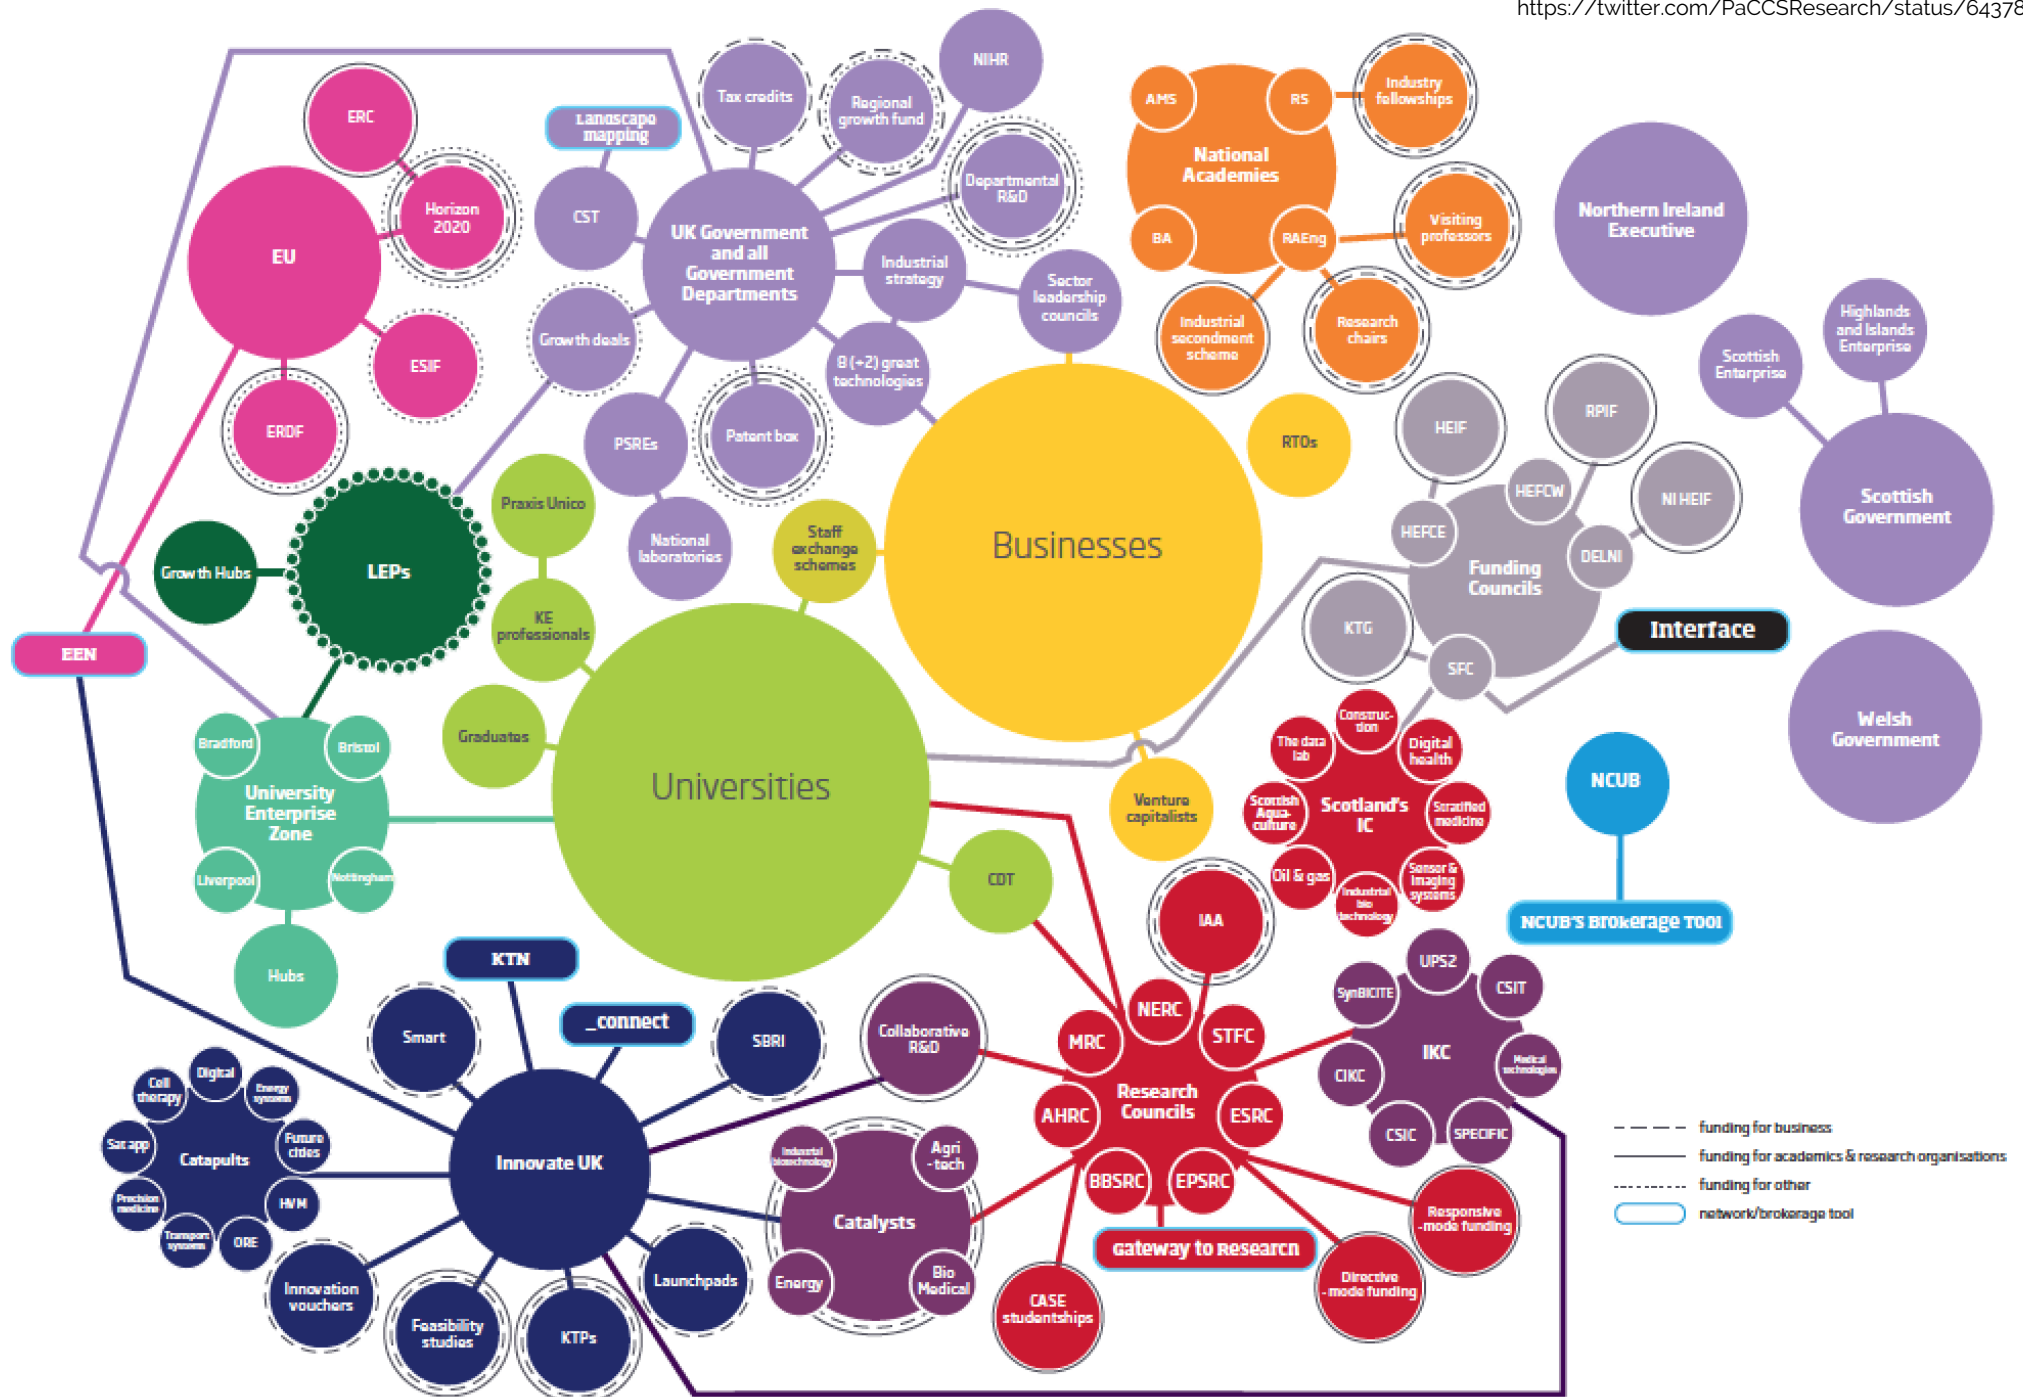 https://twitter.com/PaCCSResearch/status/64378
ERC
Horizon
2020
EU
ESIF
ERDF
EEN
Landscape
mapping
CST
Tax credits
Regional
growth fund
NIHR
Departmental
R&D
UK Government
and all
Government
Departments
Industrial
strategy
Sector
leadership
councils
8 (+2) great
technologies
Growth deals
PSREs
Patent box
National
laboratories
AMS
RS
Industry
fellowships
National
Academies
BA
RAEng
Visiting
professors
Industrial
secondment
scheme
Research
chairs
Northern Ireland
Executive
Highlands
and Islands
Enterprise
Scottish
Enterprise
Scottish
Government
Welsh
Government
HEIF
RPIF
NI HEIF
HEFCW
HEFCE
DELNI
Funding
Councils
KTG
SFC
Interface
RTOs
Businesses
Staff
exchange
schemes
Venture
capitalists
Praxis Unico
KE
professionals
Graduates
Universities
CDT
Growth Hubs
LEPs
Bradford
Bristol
University
Enterprise
Zone
Liverpool
Nottingham
Hubs
Construc-
tion
The data
lab
Digital
health
Scottish
Aqua-
culture
Scotland's
IC
Stratified
medicine
Oil & gas
Sensor &
imaging
systems
Industrial
bio
technology
NCUB
NCUB's Brokerage Tool
KTN
_connect
Smart
SBRI
Innovate UK
Digital
Cell
therapy
Energy
systems
Sat app
Catapults
Future
cities
Precision
medicine
HVM
Transport
systems
ORE
Innovation
vouchers
Feasibility
studies
KTPs
Launchpads
Collaborative
R&D
Industrial
biotechnology
Agri
-tech
Catalysts
Energy
Bio
Medical
IAA
NERC
MRC
STFC
Research
Councils
AHRC
ESRC
BBSRC
EPSRC
Gateway to Research
CASE
studentships
Directive
-mode funding
Responsive
-mode funding
UPS2
SynBICITE
CSIT
IKC
CIKC
Medical
technologies
CSIC
SPECIFIC
funding for business
funding for academics & research organisations
funding for other
network/brokerage tool